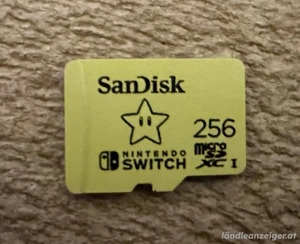 SanDisk
256
micro
SD
XC I
NINTENDO
SWITCH
ländleanzeiger.at